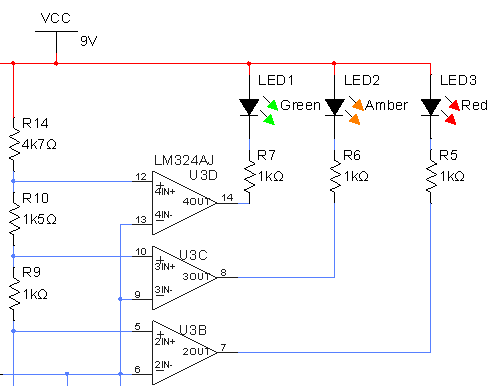 VCC
9V
LED1
LED2
LED3
Green
Amber
Red
R14
4k7Ω
LM324AJ
U3D
R7
1kΩ
R6
1kΩ
R5
1kΩ
12
4IN+
4OUT
14
R10
1k5Ω
13
4IN-
10
U3C
3IN+
3OUT
8
R9
1kΩ
9
3IN-
5
U3B
2IN+
2OUT
7
6
2IN-